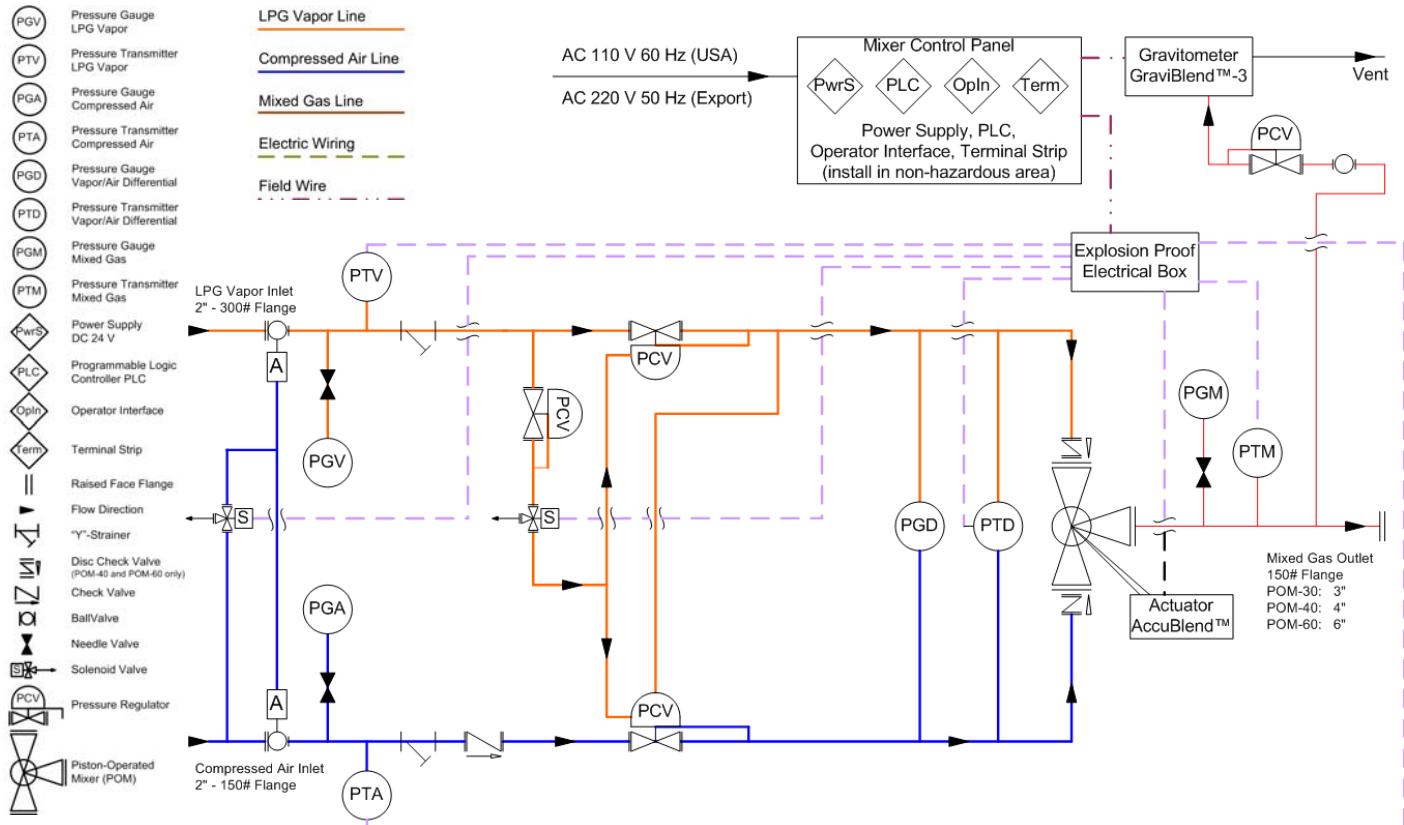 PGV
Pressure Gauge
LPG Vapor
PTV
Pressure Transmitter
LPG Vapor
PGA
Pressure Gauge
Compressed Air
PTA
Pressure Transmitter
Compressed Air
PGD
Pressure Gauge
Vapor/Air Differential
PTD
Pressure Transmitter
Vapor/Air Differential
PGM
Pressure Gauge
Mixed Gas
PTM
Pressure Transmitter
Mixed Gas
PwrS
Power Supply
DC 24 V
PLC
Programmable Logic
Controller PLC
OpIn
Operator Interface
Term
Terminal Strip
Raised Face Flange
Flow Direction
"Y"-Strainer
Disc Check Valve
(POM-40 and POM-60 only)
Check Valve
BallValve
Needle Valve
S
Solenoid Valve
PCV
Pressure Regulator
Piston-Operated
Mixer (POM)
LPG Vapor Line
Compressed Air Line
Mixed Gas Line
Electric Wiring
Field Wire
AC 110 V 60 Hz (USA)
AC 220 V 50 Hz (Export)
Mixer Control Panel
PwrS
PLC
OpIn
Term
Power Supply, PLC,
Operator Interface, Terminal Strip
(install in non-hazardous area)
Gravitometer
GraviBlend™-3
Vent
PCV
Explosion Proof
Electrical Box
LPG Vapor Inlet
2" - 300# Flange
PTV
A
PGV
PCV
PCV
S
S
PGD
PTD
PGM
PTM
PGA
A
PCV
Compressed Air Inlet
2" - 150# Flange
PTA
Actuator
AccuBlend™
Mixed Gas Outlet
150# Flange
POM-30: 3"
POM-40: 4"
POM-60: 6"